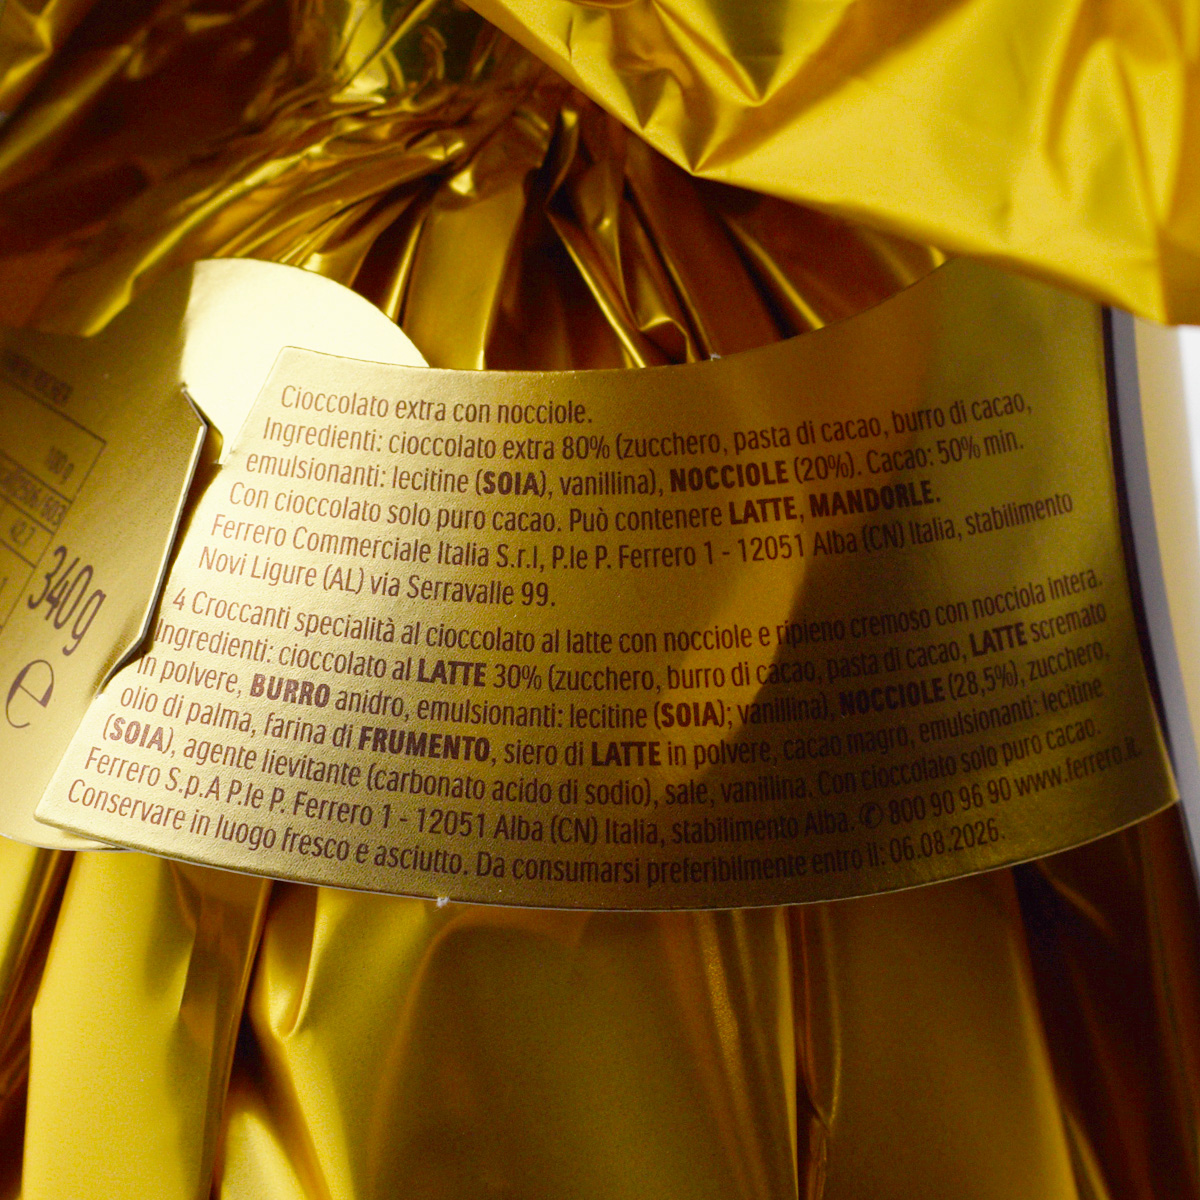 Cioccolato extra con nocciole.
Ingredienti: cioccolato extra 80% (zucchero, pasta di cacao, burro di cacao,
emulsionanti: lecitine (SOIA), vanillina), NOCCIOLE (20%). Cacao: 50% min.
Con cioccolato solo puro cacao. Può contenere LATTE, MANDORLE.
Ferrero Commerciale Italia S.r.l, P.le P. Ferrero 1 - 12051 Alba (CN) Italia, stabilimento
Novi Ligure (AL) via Serravalle 99.
4 Croccanti specialità al cioccolato al latte con nocciole e ripieno cremoso con nocciola intera.
Ingredienti: cioccolato al LATTE 30% (zucchero, burro di cacao, pasta di cacao, LATTE scremato
in polvere, BURRO anidro, emulsionanti: lecitine (SOIA); vanillina), NOCCIOLE (28,5%), zucchero,
olio di palma, farina di FRUMENTO, siero di LATTE in polvere, cacao magro, emulsionanti: lecitine
(SOIA), agente lievitante (carbonato acido di sodio), sale, vanillina. Con cioccolato solo puro cacao.
Ferrero S.p.A P.le P. Ferrero 1 - 12051 Alba (CN) Italia, stabilimento Alba. ✆ 800 90 96 90 www.ferrero.it.
Conservare in luogo fresco e asciutto. Da consumarsi preferibilmente entro il: 06.08.2026.
100 g
42,7
340g
e